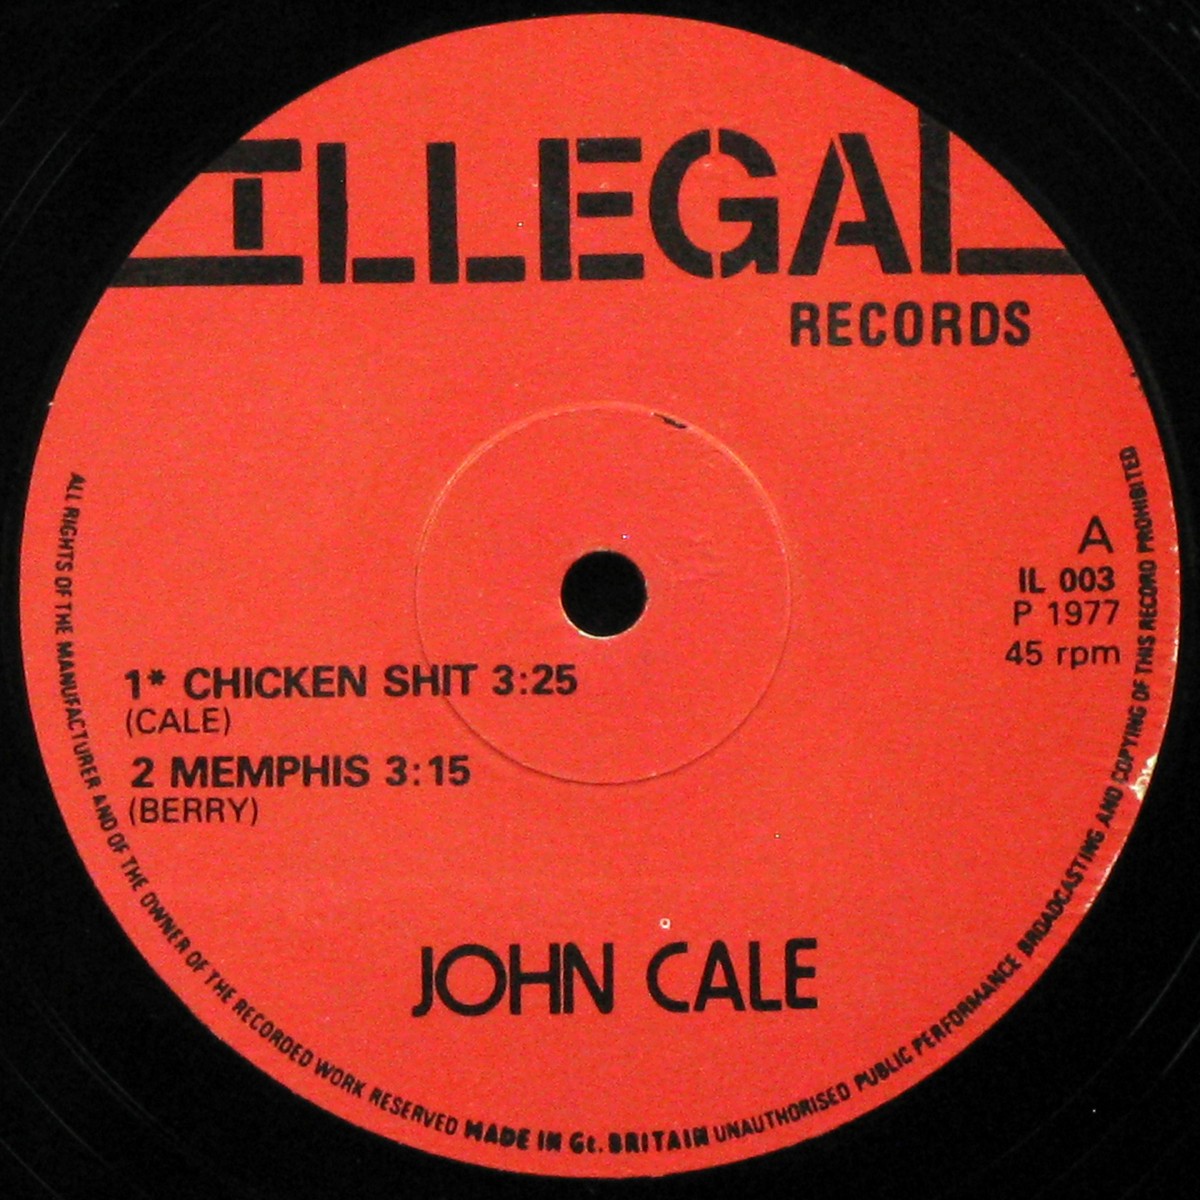 ILLEGAL
RECORDS
A
IL 003
P 1977
45 rpm
1* CHICKEN SHIT 3:25
(CALE)
2 MEMPHIS 3:15
(BERRY)
JOHN CALE
ALL RIGHTS OF THE MANUFACTURER AND OF THE OWNER OF THE RECORDED WORK RESERVED MADE IN Gt. BRITAIN UNAUTHORISED PUBLIC PERFORMANCE BROADCASTING AND COPYING OF THIS RECORD PROHIBITED